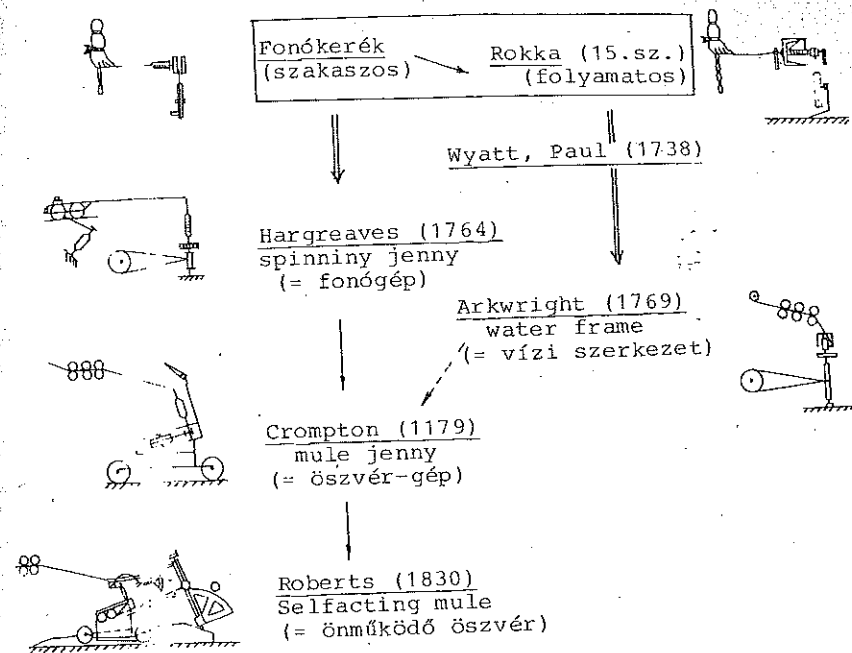 Fonókerék
(szakaszos)
Rokka (15.sz.)
(folyamatos)
Wyatt, Paul (1738)
Hargreaves (1764)
spinniny jenny
(= fonógép)
Arkwright (1769)
water frame
(= vízi szerkezet)
Crompton (1179)
mule jenny
(= öszvér-gép)
Roberts (1830)
Selfacting mule
(= önműködő öszvér)